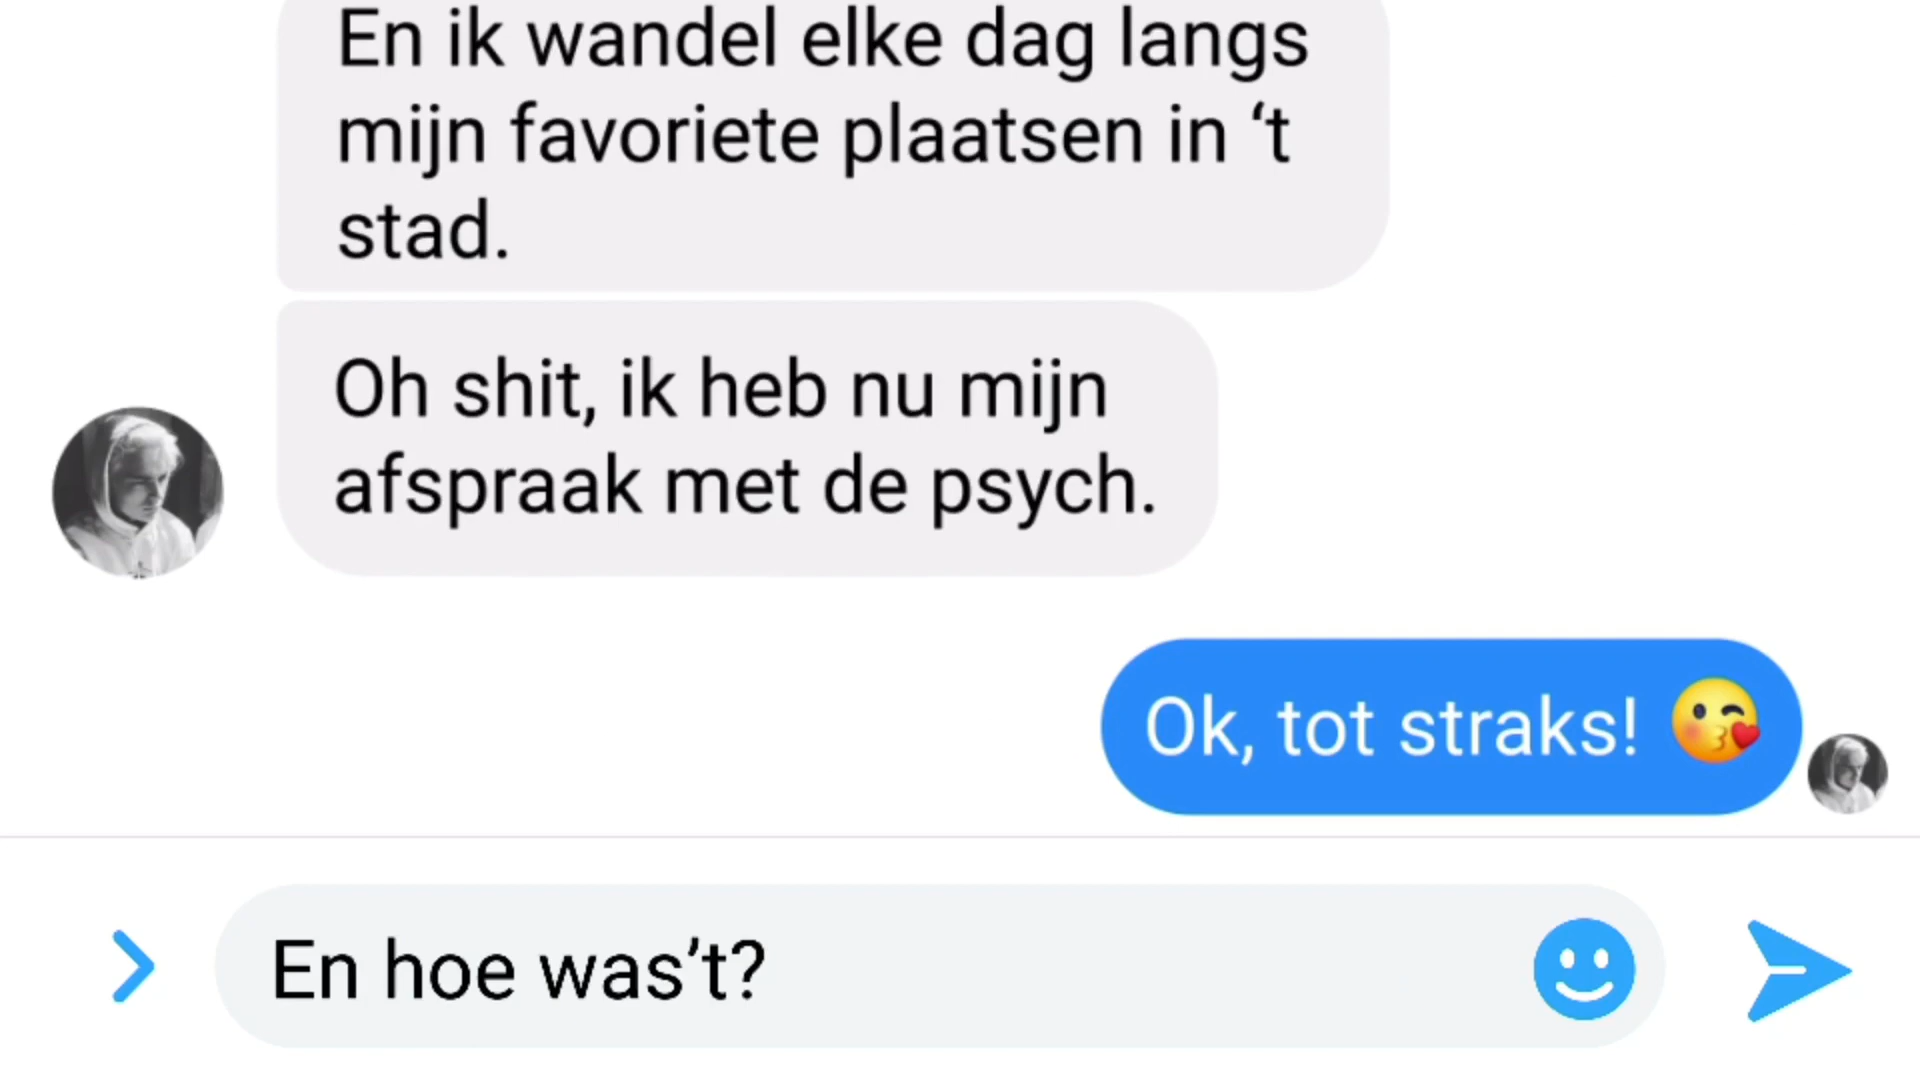 En ik wandel elke dag langs
mijn favoriete plaatsen in ‘t
stad.
Oh shit, ik heb nu mijn
afspraak met de psych.
Ok, tot straks! 😘
En hoe was’t?